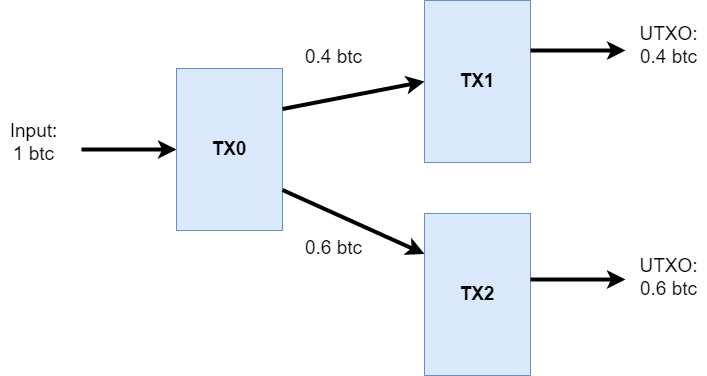 Input:
1 btc
TX0
0.4 btc
0.6 btc
TX1
UTXO:
0.4 btc
TX2
UTXO:
0.6 btc